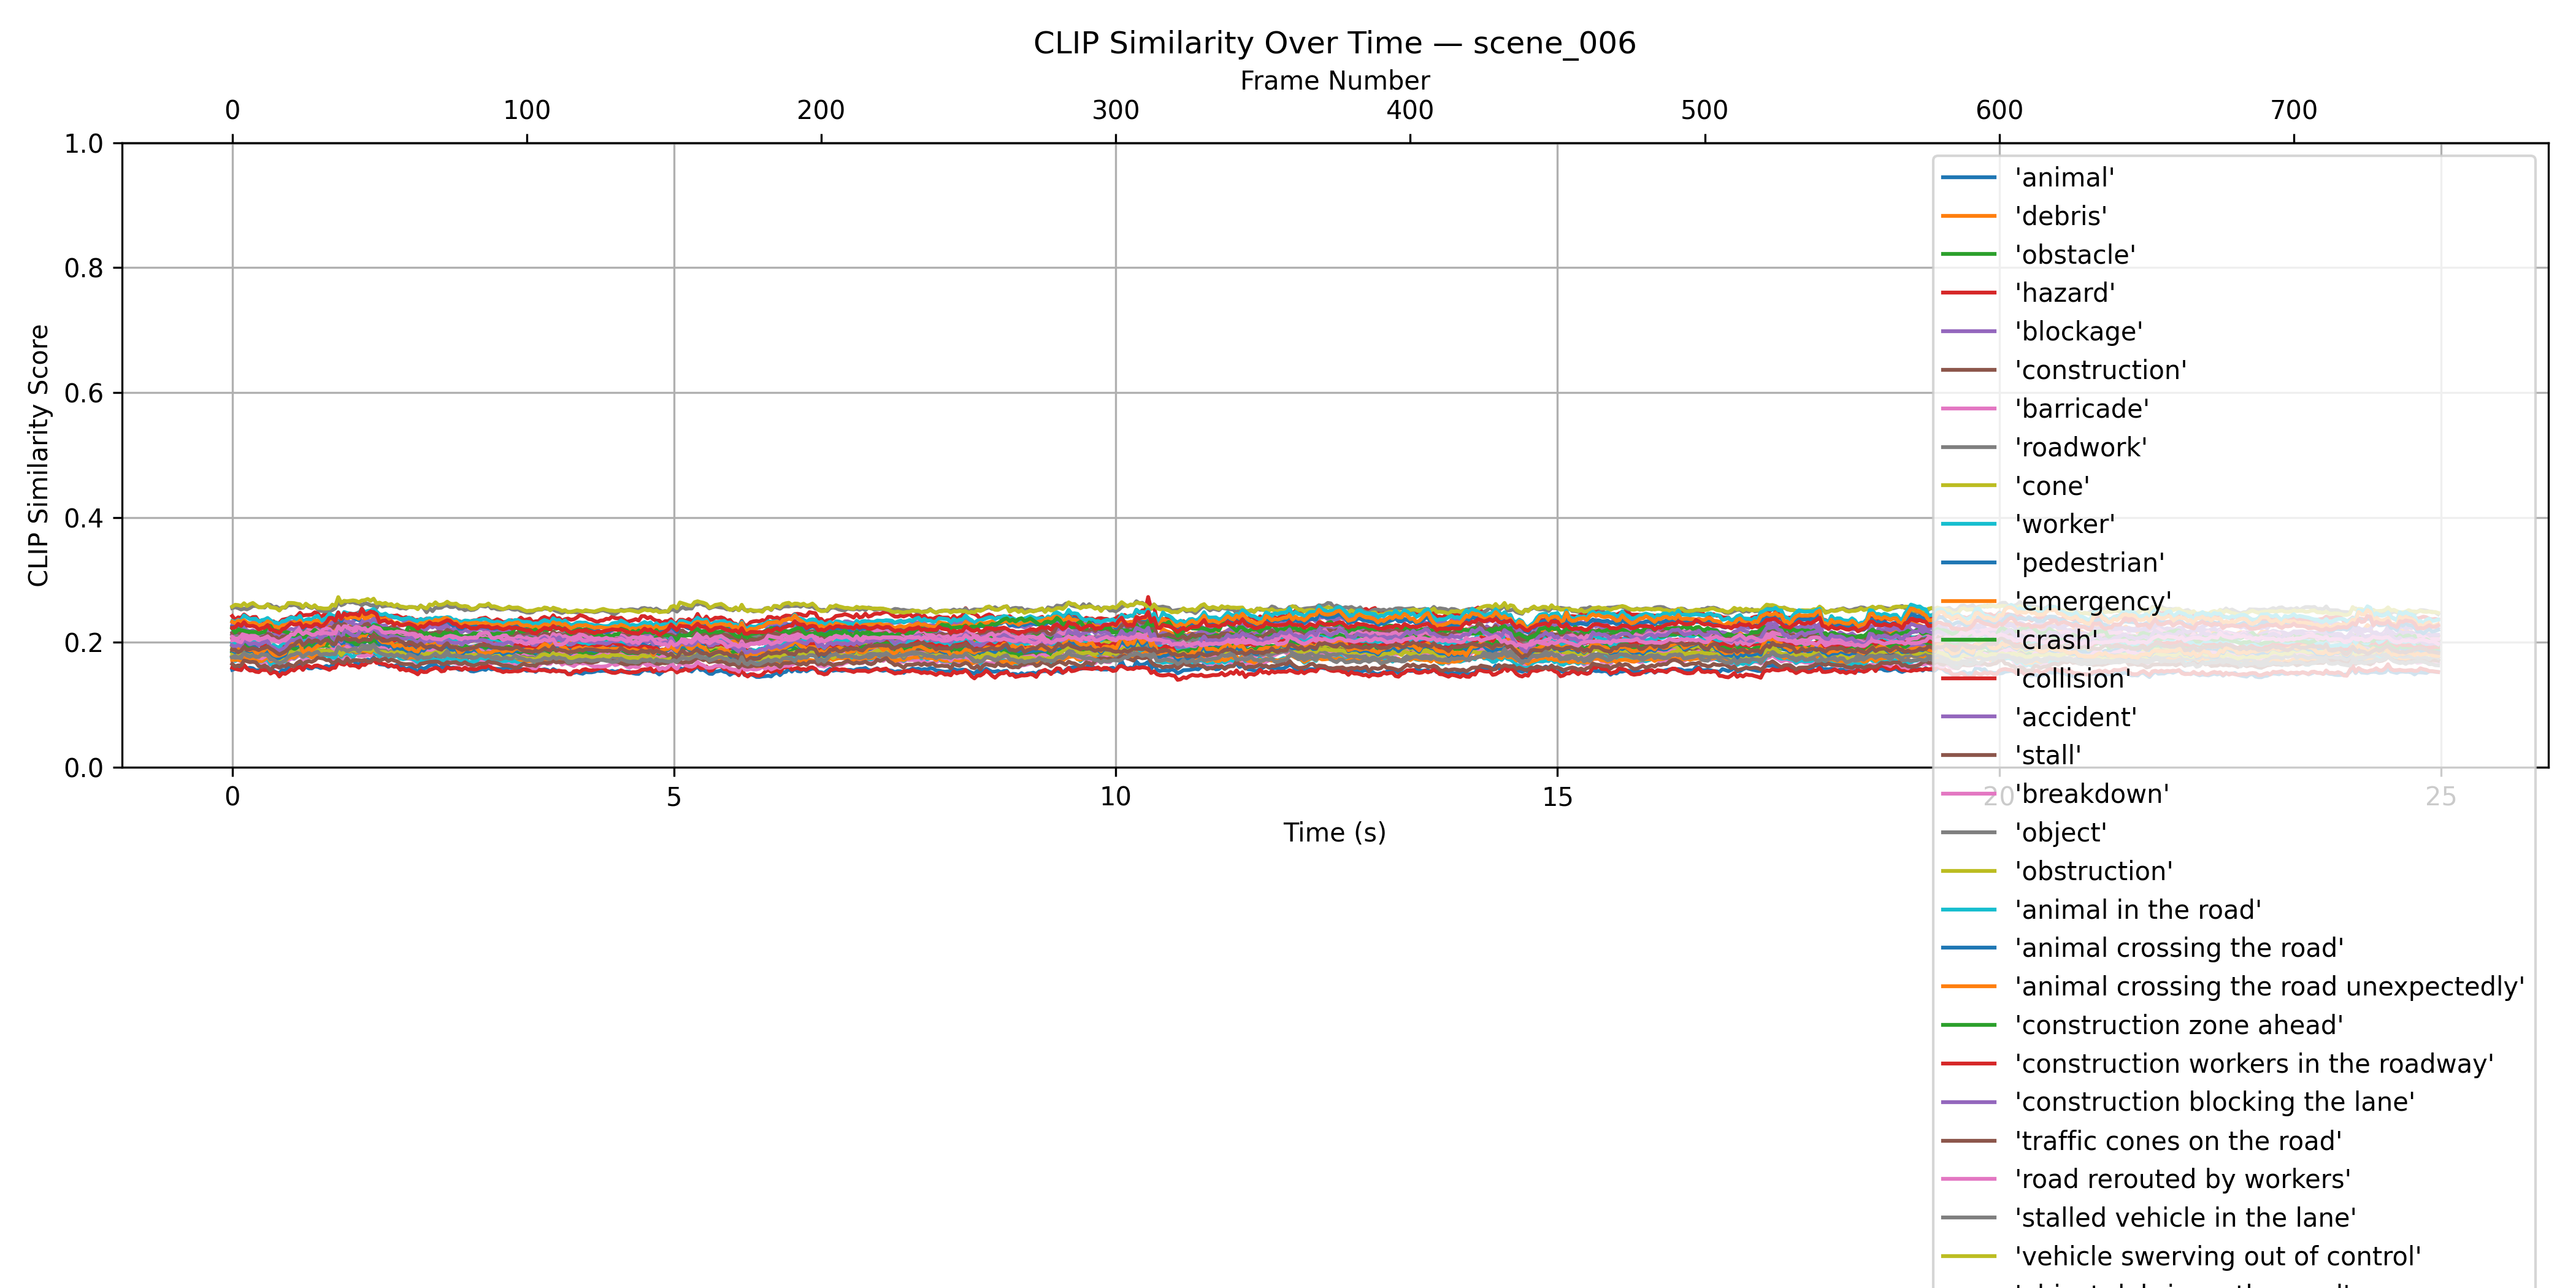 CLIP Similarity Over Time — scene_006
Frame Number
0 100 200 300 400 500 600 700
1.0
0.8
0.6
0.4
0.2
0.0
CLIP Similarity Score
0 5 10 15 20 25
Time (s)
'animal'
'debris'
'obstacle'
'hazard'
'blockage'
'construction'
'barricade'
'roadwork'
'cone'
'worker'
'pedestrian'
'emergency'
'crash'
'collision'
'accident'
'stall'
'breakdown'
'object'
'obstruction'
'animal in the road'
'animal crossing the road'
'animal crossing the road unexpectedly'
'construction zone ahead'
'construction workers in the roadway'
'construction blocking the lane'
'traffic cones on the road'
'road rerouted by workers'
'stalled vehicle in the lane'
'vehicle swerving out of control'